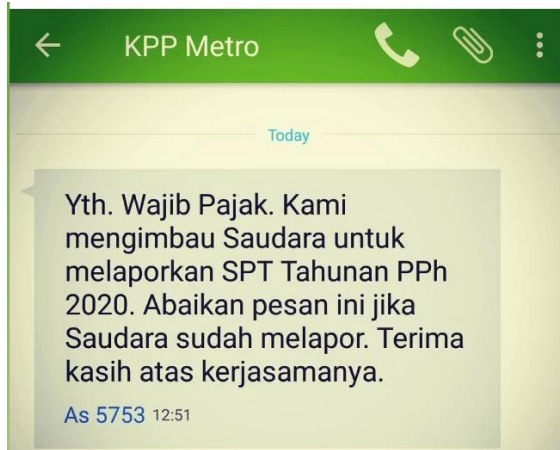 KPP Metro
Today
Yth. Wajib Pajak. Kami
mengimbau Saudara untuk
melaporkan SPT Tahunan PPh
2020. Abaikan pesan ini jika
Saudara sudah melapor. Terima
kasih atas kerjasamanya.
As 5753 12:51